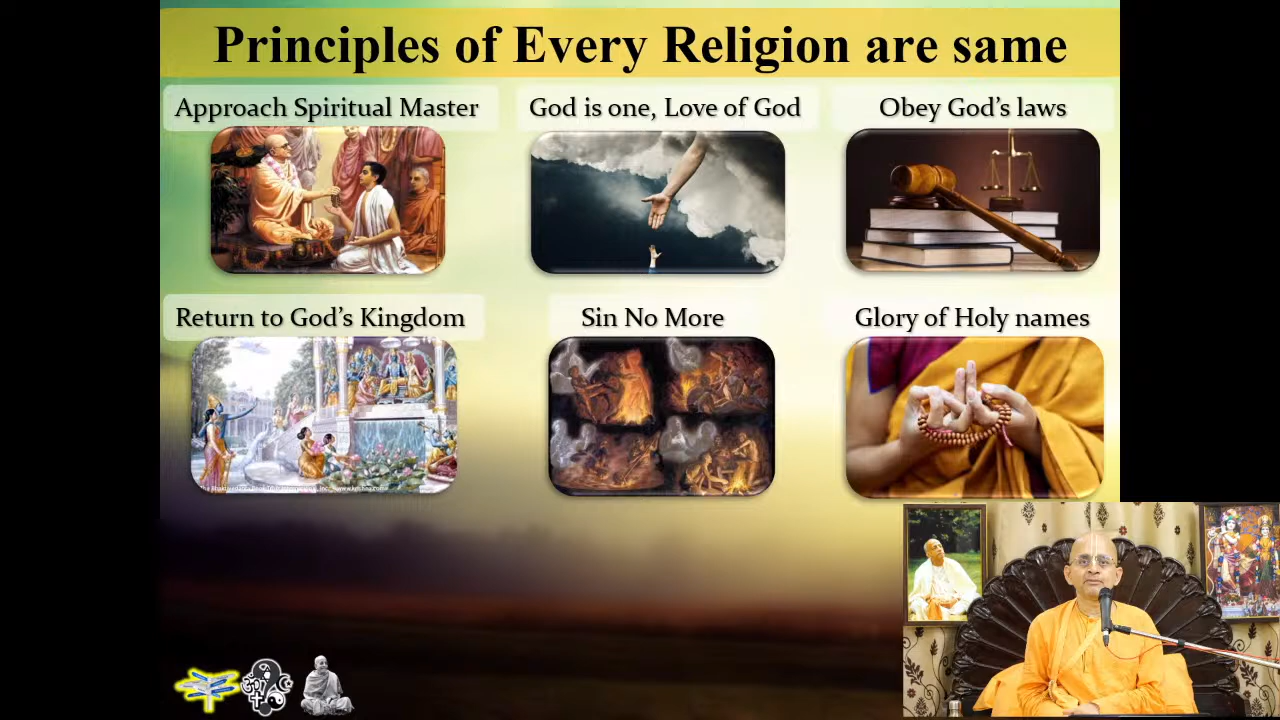 Principles of Every Religion are same
Approach Spiritual Master
God is one, Love of God
Obey God's laws
Return to God's Kingdom
Sin No More
Glory of Holy names